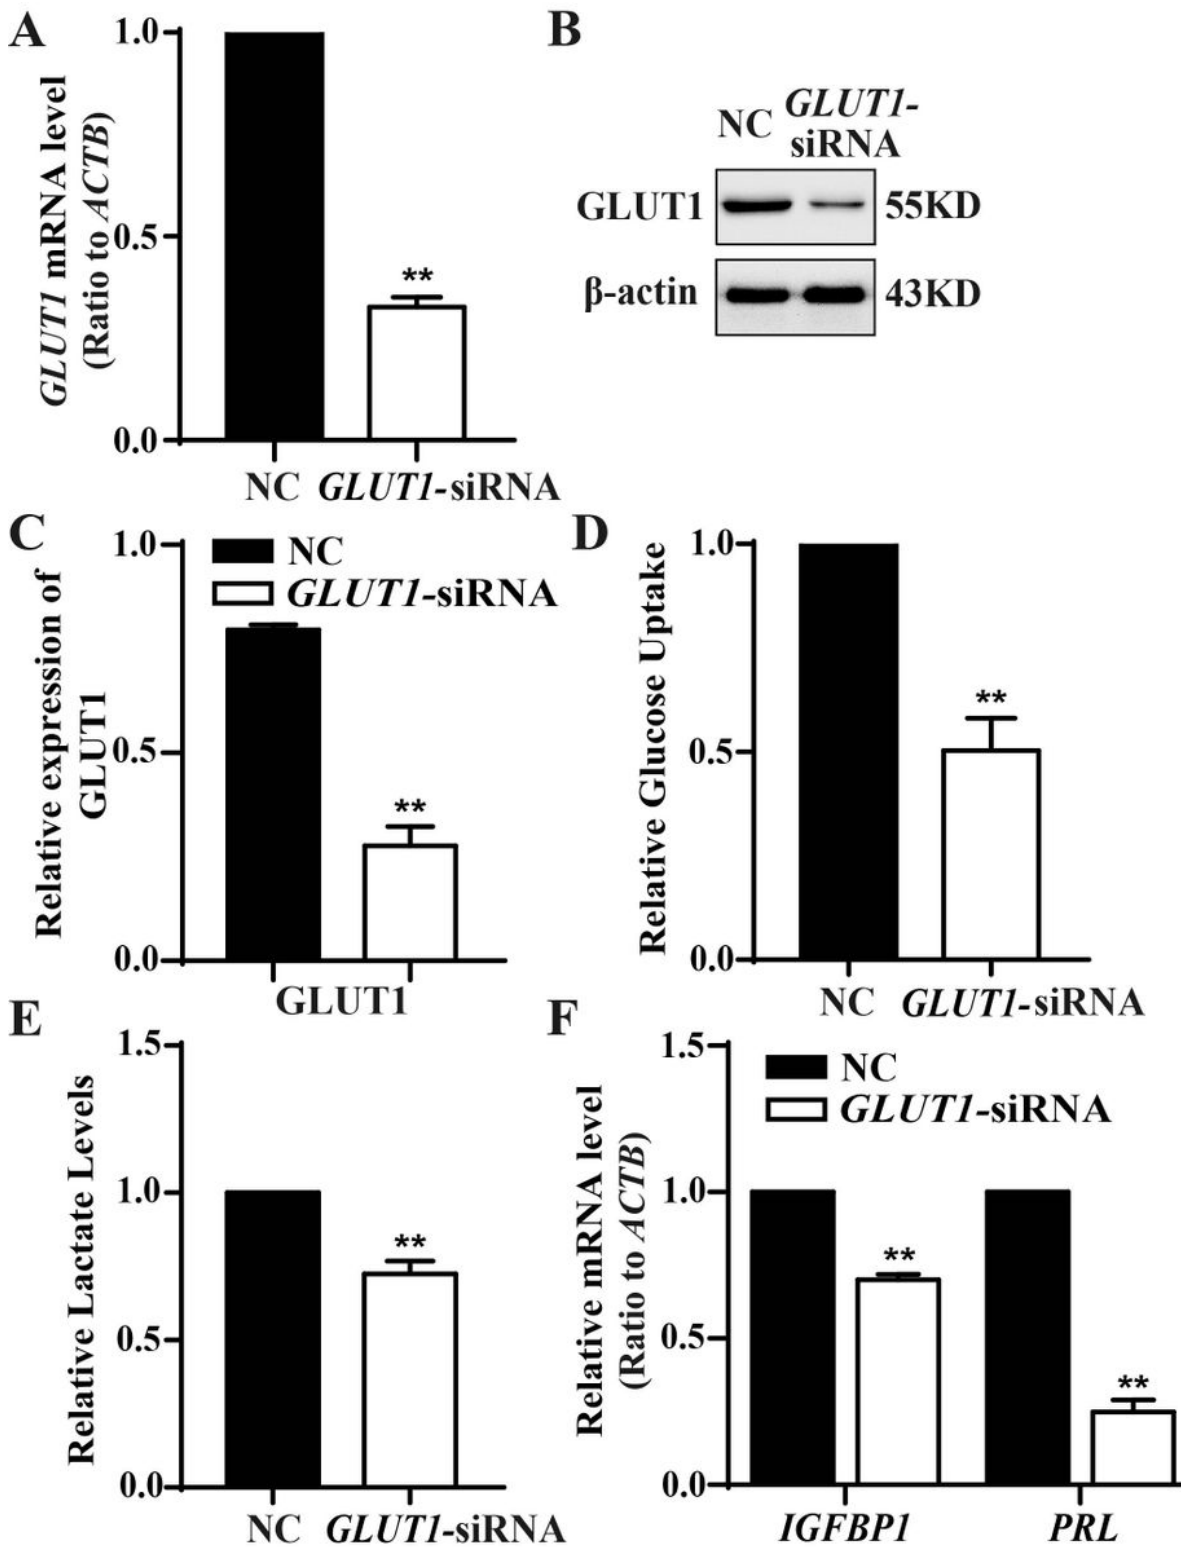 A
GLUT1 mRNA level
(Ratio to ACTB)
1.0
0.5
0.0
**
NC GLUT1-siRNA
B
NC GLUT1-
siRNA
GLUT1 55KD
β-actin 43KD
C
Relative expression of
GLUT1
1.0
0.5
0.0
NC
GLUT1-siRNA
**
GLUT1
D
Relative Glucose Uptake
1.0
0.5
0.0
**
NC GLUT1-siRNA
E
Relative Lactate Levels
1.5
1.0
0.5
0.0
**
NC GLUT1-siRNA
F
Relative mRNA level
(Ratio to ACTB)
1.5
1.0
0.5
0.0
NC
GLUT1-siRNA
**
**
IGFBP1 PRL